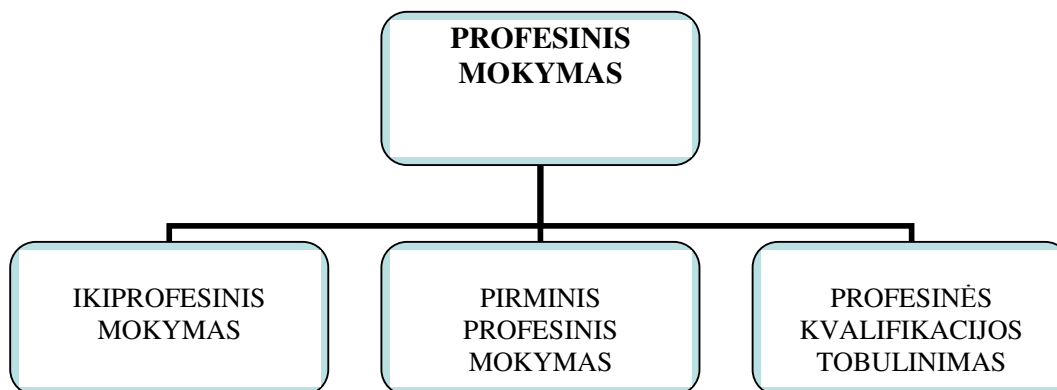 PROFESINIS
MOKYMAS
IKIPROFESINIS
MOKYMAS
PIRMINIS
PROFESINIS
MOKYMAS
PROFESINĖS
KVALIFIKACIJOS
TOBULINIMAS